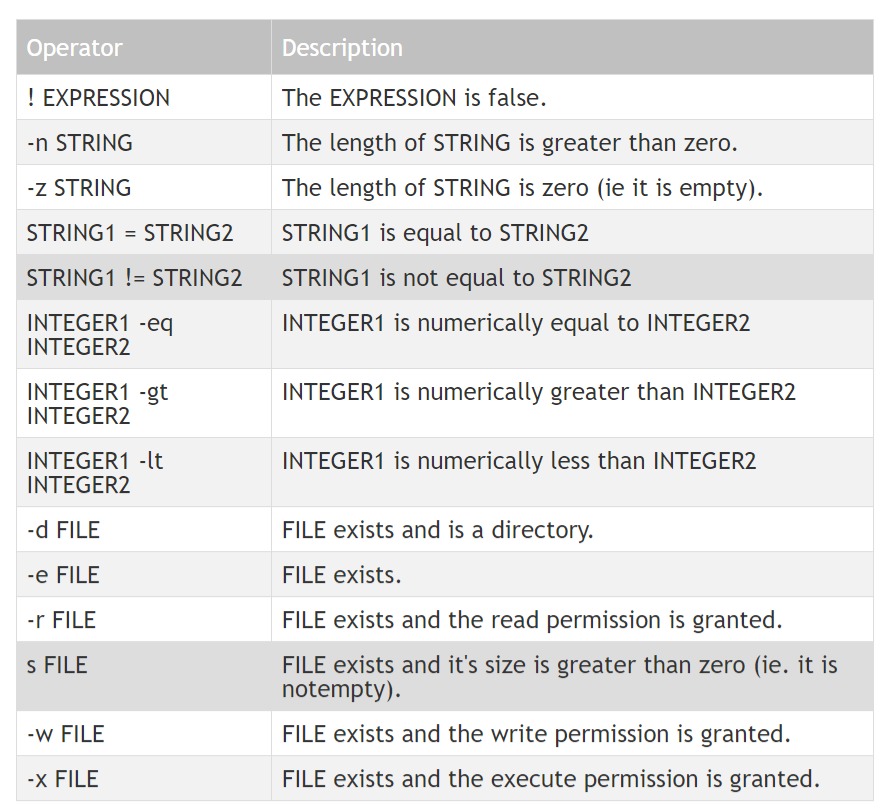 Operator Description
! EXPRESSION The EXPRESSION is false.
-n STRING The length of STRING is greater than zero.
-z STRING The length of STRING is zero (ie it is empty).
STRING1 = STRING2 STRING1 is equal to STRING2
STRING1 != STRING2 STRING1 is not equal to STRING2
INTEGER1 -eq INTEGER1 is numerically equal to INTEGER2
INTEGER2
INTEGER1 -gt INTEGER1 is numerically greater than INTEGER2
INTEGER2
INTEGER1 -lt INTEGER1 is numerically less than INTEGER2
INTEGER2
-d FILE FILE exists and is a directory.
-e FILE FILE exists.
-r FILE FILE exists and the read permission is granted.
s FILE FILE exists and it's size is greater than zero (ie. it is
notempty).
-w FILE FILE exists and the write permission is granted.
-x FILE FILE exists and the execute permission is granted.